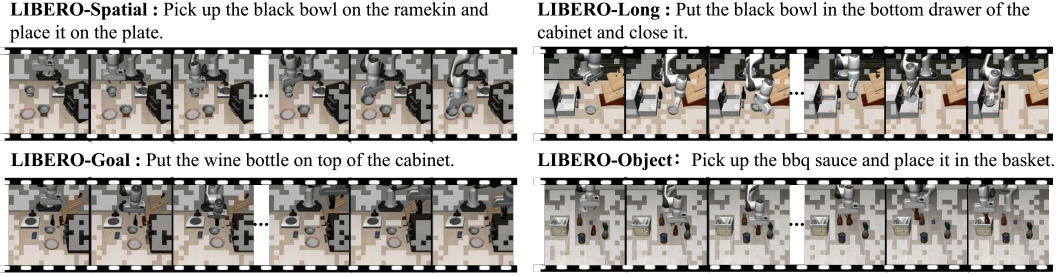 LIBERO-Spatial : Pick up the black bowl on the ramekin and
place it on the plate.
LIBERO-Long : Put the black bowl in the bottom drawer of the
cabinet and close it.
LIBERO-Goal : Put the wine bottle on top of the cabinet.
LIBERO-Object： Pick up the bbq sauce and place it in the basket.